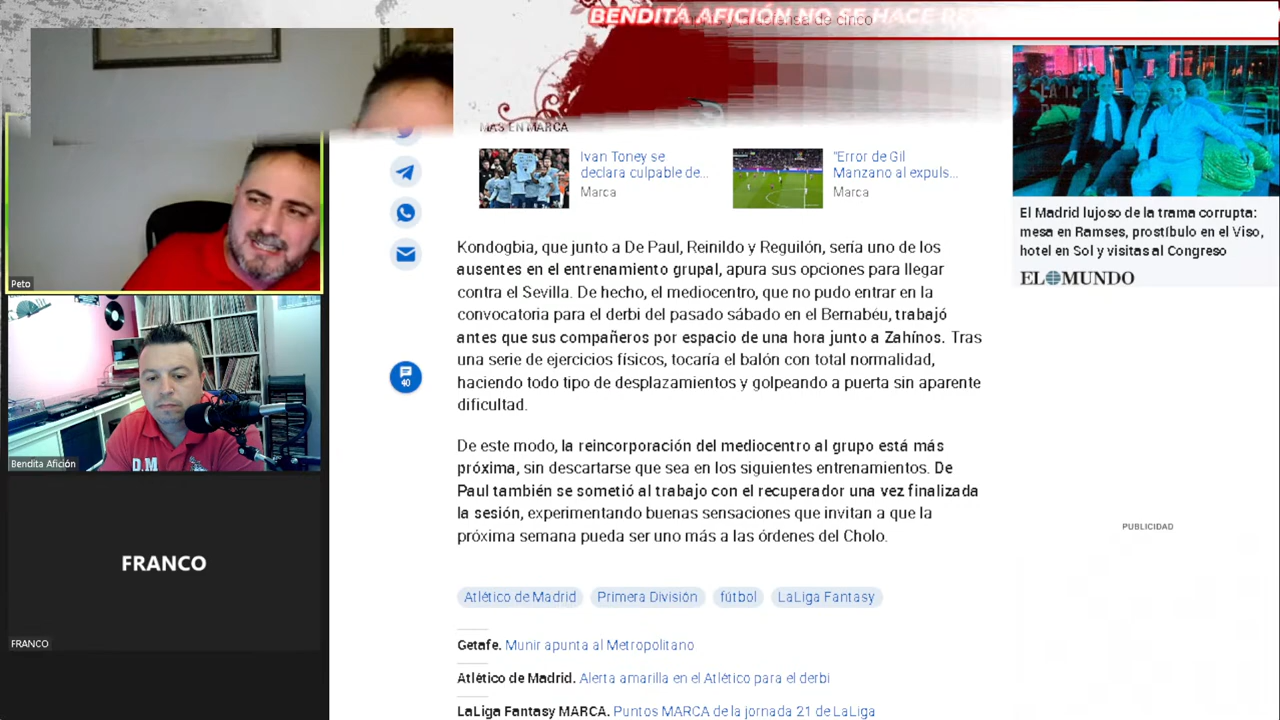 BENDITA AFICIÓN NO SE HACE RE
de cinco
MÁS EN MARCA
Ivan Toney se
declara culpable de...
Marca
"Error de Gil
Manzano al expuls...
Marca
El Madrid lujoso de la trama corrupta:
mesa en Ramses, prostíbulo en el Viso,
hotel en Sol y visitas al Congreso
EL MUNDO
Peto
Kondogbia, que junto a De Paul, Reinildo y Reguilón, sería uno de los
ausentes en el entrenamiento grupal, apura sus opciones para llegar
contra el Sevilla. De hecho, el mediocentro, que no pudo entrar en la
convocatoria para el derbi del pasado sábado en el Bernabéu, trabajó
antes que sus compañeros por espacio de una hora junto a Zahínos. Tras
una serie de ejercicios físicos, tocaría el balón con total normalidad,
haciendo todo tipo de desplazamientos y golpeando a puerta sin aparente
dificultad.
40
D.M
Bendita Afición
De este modo, la reincorporación del mediocentro al grupo está más
próxima, sin descartarse que sea en los siguientes entrenamientos. De
Paul también se sometió al trabajo con el recuperador una vez finalizada
la sesión, experimentando buenas sensaciones que invitan a que la
próxima semana pueda ser uno más a las órdenes del Cholo.
PUBLICIDAD
FRANCO
FRANCO
Atlético de Madrid
Primera División
fútbol
LaLiga Fantasy
Getafe. Munir apunta al Metropolitano
Atlético de Madrid. Alerta amarilla en el Atlético para el derbi
LaLiga Fantasy MARCA. Puntos MARCA de la jornada 21 de LaLiga